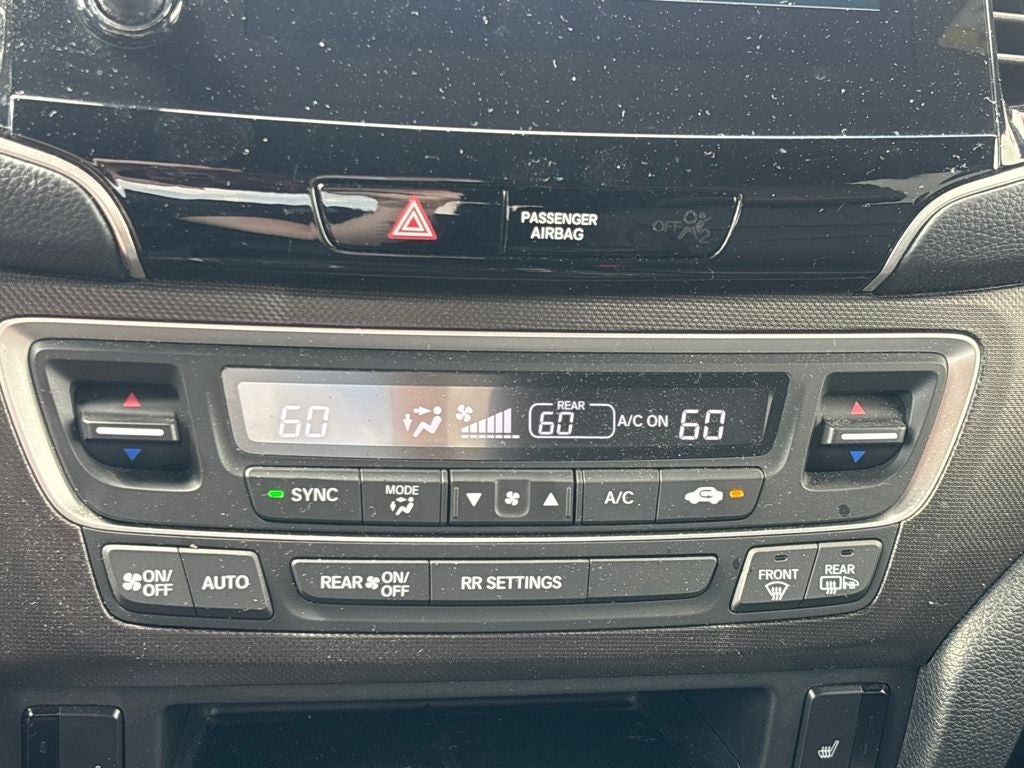 PASSENGER
AIRBAG
OFF
2
60
REAR
60
A/C ON
60
SYNC
MODE
A/C
ON/
OFF
AUTO
REAR
ON/
OFF
RR SETTINGS
FRONT
REAR